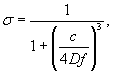 σ = 1 / (1 + (c / 4Df)³),